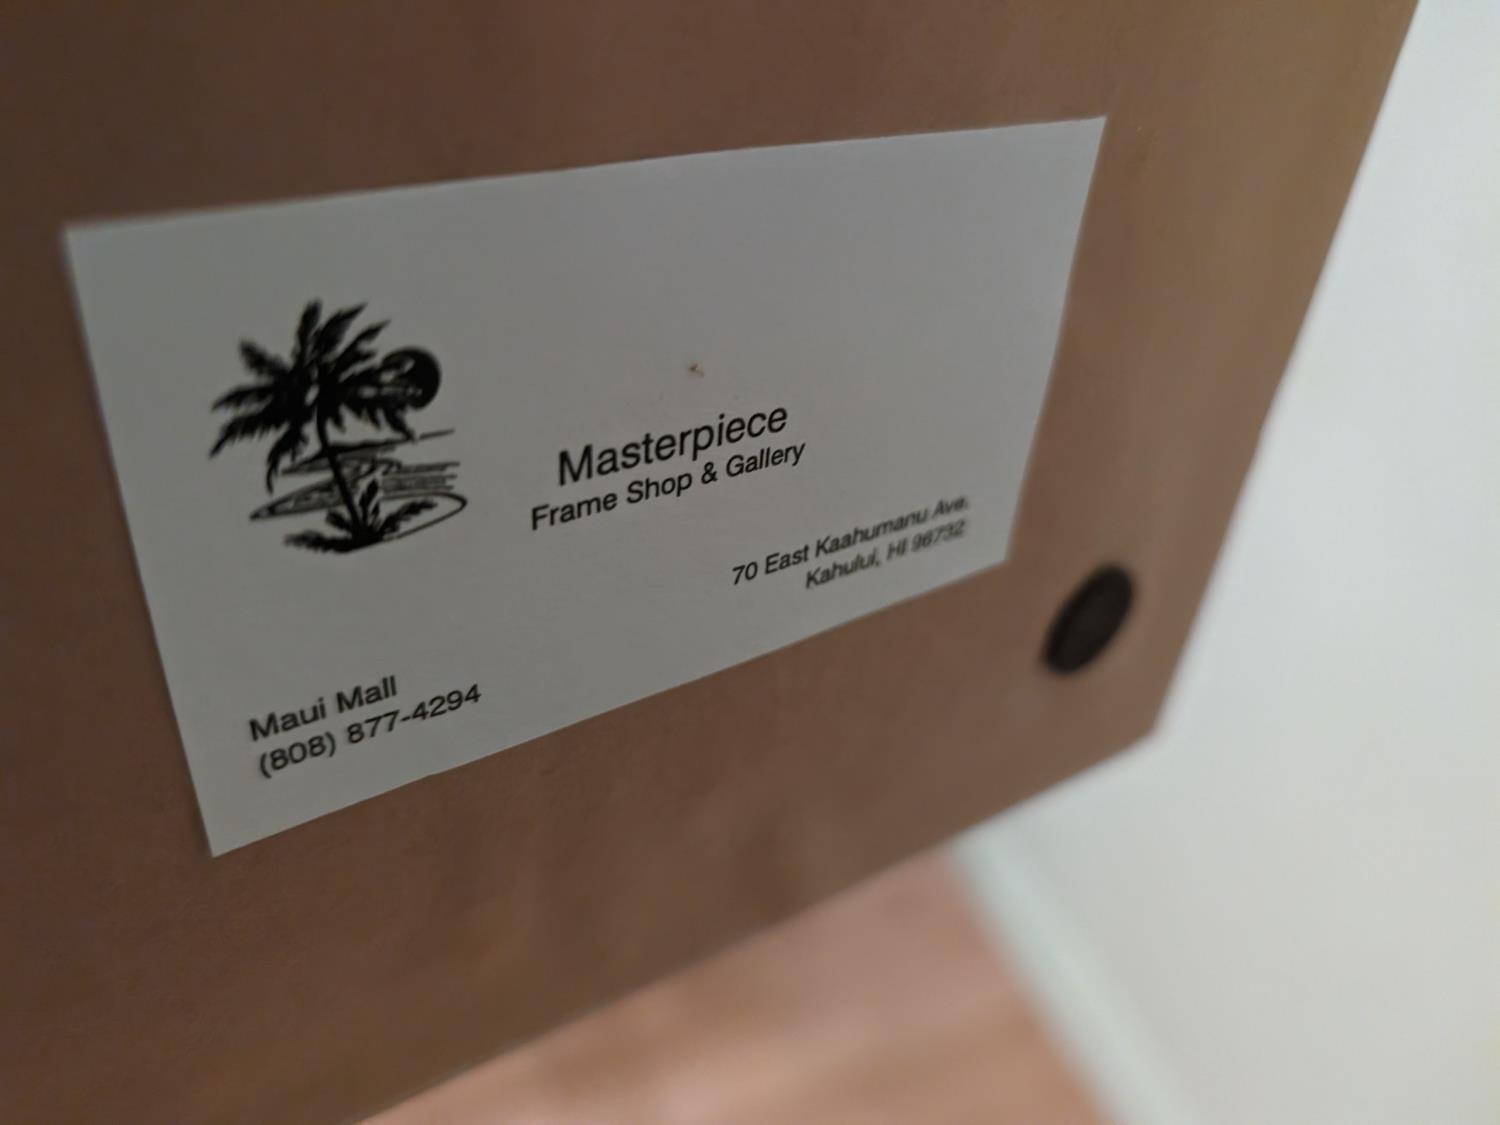 Masterpiece
Frame Shop & Gallery
70 East Kaahumanu Ave.
Kahului, HI 96732
Maui Mall
(808) 877-4294